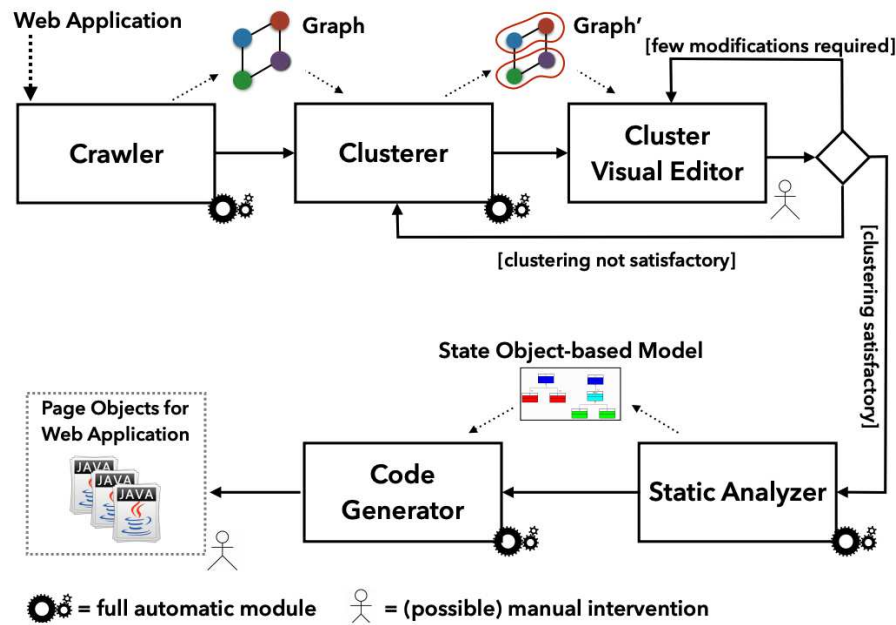 Web Application
Graph
Graph’
[few modifications required]
Crawler
Clusterer
Cluster
Visual Editor
[clustering not satisfactory]
[clustering
satisfactory]
State Object-based Model
Page Objects for
Web Application
JAVA
JAVA
JAVA
Code
Generator
Static Analyzer
= full automatic module
= (possible) manual intervention